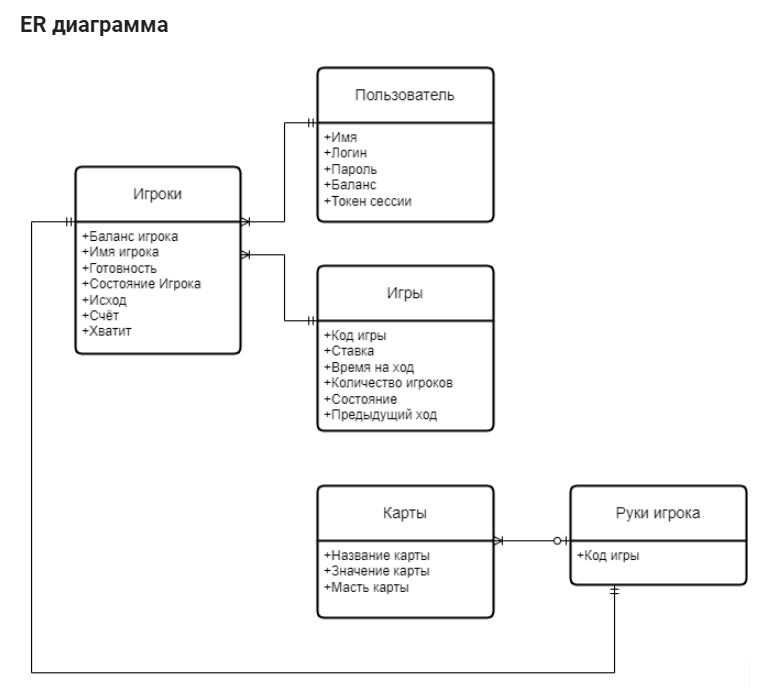 ER диаграмма
Пользователь
+Имя
+Логин
+Пароль
+Баланс
+Токен сессии
Игроки
+Баланс игрока
+Имя игрока
+Готовность
+Состояние Игрока
+Исход
+Счёт
+Хватит
Игры
+Код игры
+Ставка
+Время на ход
+Количество игроков
+Состояние
+Предыдущий ход
Карты
+Название карты
+Значение карты
+Масть карты
Руки игрока
+Код игры